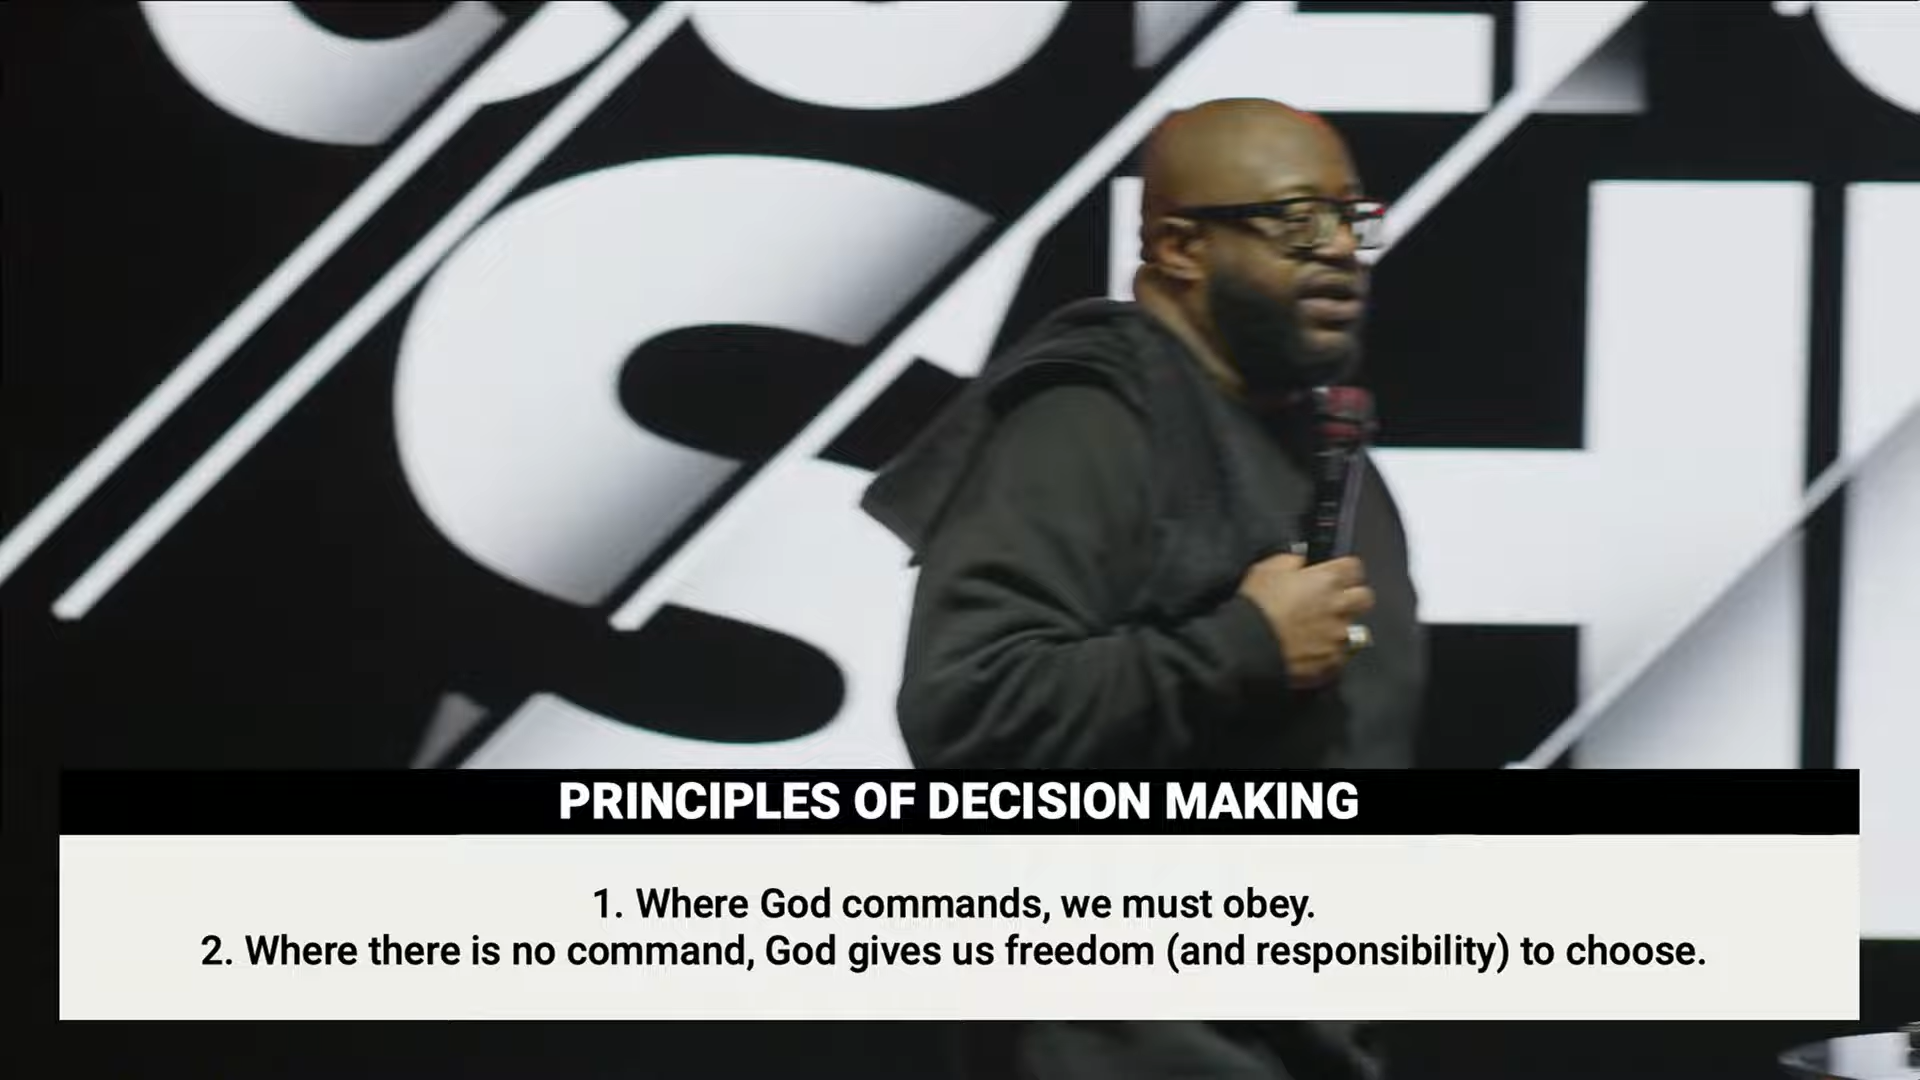 SH
PRINCIPLES OF DECISION MAKING
1. Where God commands, we must obey.
2. Where there is no command, God gives us freedom (and responsibility) to choose.